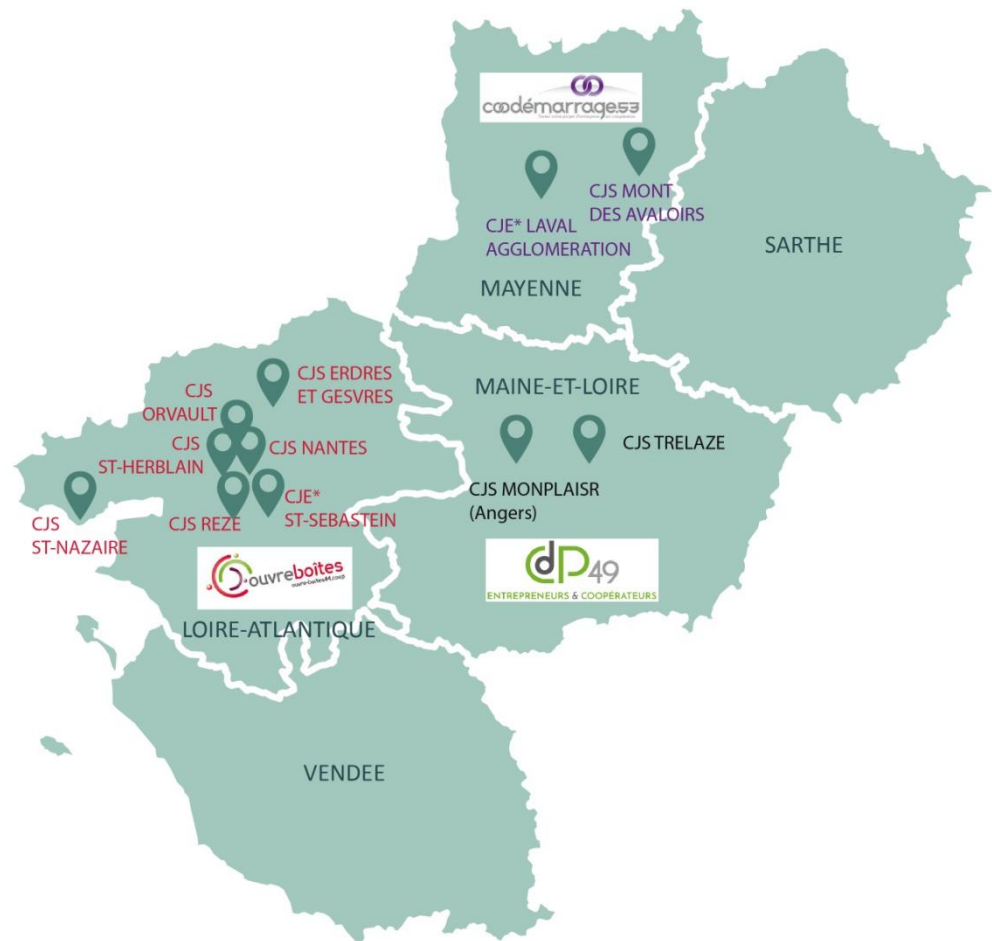 coodémarrage53
CJS MONT
DES AVALOIRS
CJE* LAVAL
AGGLOMERATION
SARTHE
MAYENNE
CJS ERDRES
ET GESVRES
CJS
ORVAULT
MAINE-ET-LOIRE
CJS
ST-HERBLAIN
CJS NANTES
CJS TRELAZE
CJS MONPLAISR
(Angers)
CJE*
ST-SEBASTEIN
CJS REZE
CJS
ST-NAZAIRE
ouvreboites
CdP49
ENTREPRENEURS & COOPÉRATEURS
LOIRE-ATLANTIQUE
VENDEE